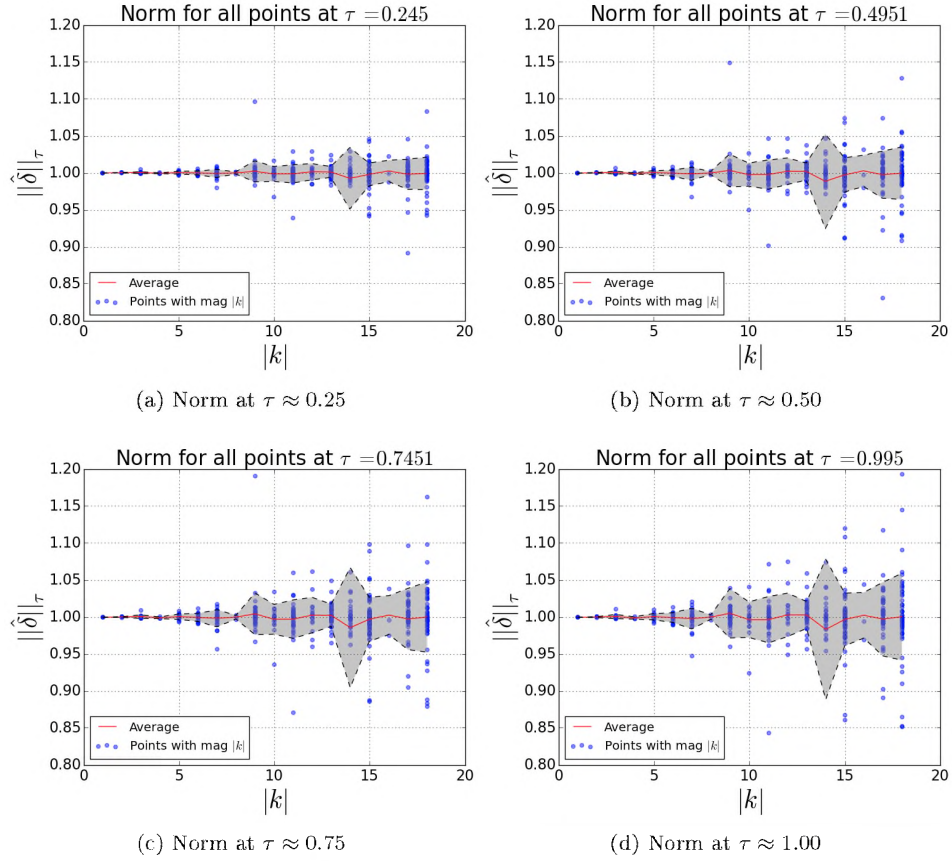 Norm for all points at τ =0.245
1.20
1.15
1.10
1.05
1.00
0.95
0.90
0.85
0.80
||δ̂||τ
Average
Points with mag |k|
0 5 10 15 20
|k|
(a) Norm at τ ≈ 0.25
Norm for all points at τ =0.4951
1.20
1.15
1.10
1.05
1.00
0.95
0.90
0.85
0.80
||δ̂||τ
Average
Points with mag |k|
0 5 10 15 20
|k|
(b) Norm at τ ≈ 0.50
Norm for all points at τ =0.7451
1.20
1.15
1.10
1.05
1.00
0.95
0.90
0.85
0.80
||δ̂||τ
Average
Points with mag |k|
0 5 10 15 20
|k|
(c) Norm at τ ≈ 0.75
Norm for all points at τ =0.995
1.20
1.15
1.10
1.05
1.00
0.95
0.90
0.85
0.80
||δ̂||τ
Average
Points with mag |k|
0 5 10 15 20
|k|
(d) Norm at τ ≈ 1.00